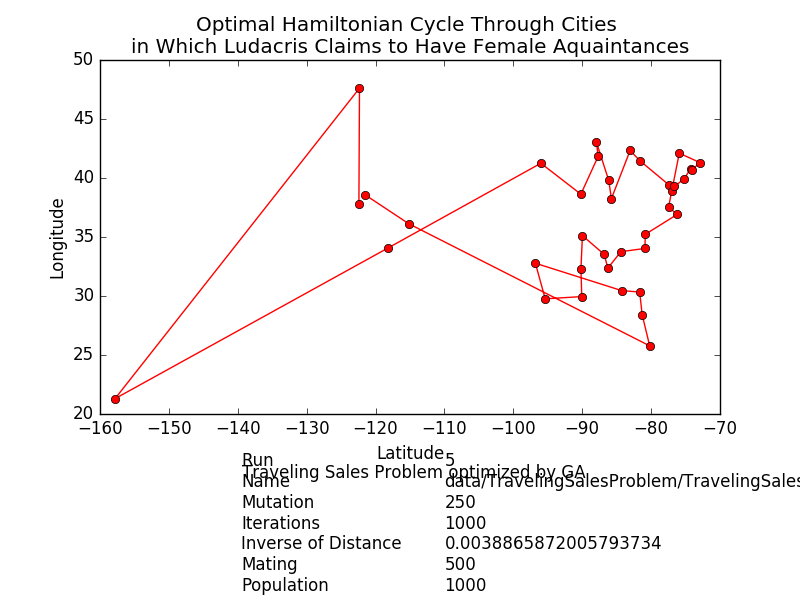 Optimal Hamiltonian Cycle Through Cities
in Which Ludacris Claims to Have Female Aquaintances
50
45
40
35
30
25
20
Longitude
−160 −150 −140 −130 −120 −110 −100 −90 −80 −70
Latitude
Run 5
Traveling Sales Problem optimized by GA
Name data/TravelingSalesProblem/TravelingSales
Mutation 250
Iterations 1000
Inverse of Distance 0.0038865872005793734
Mating 500
Population 1000